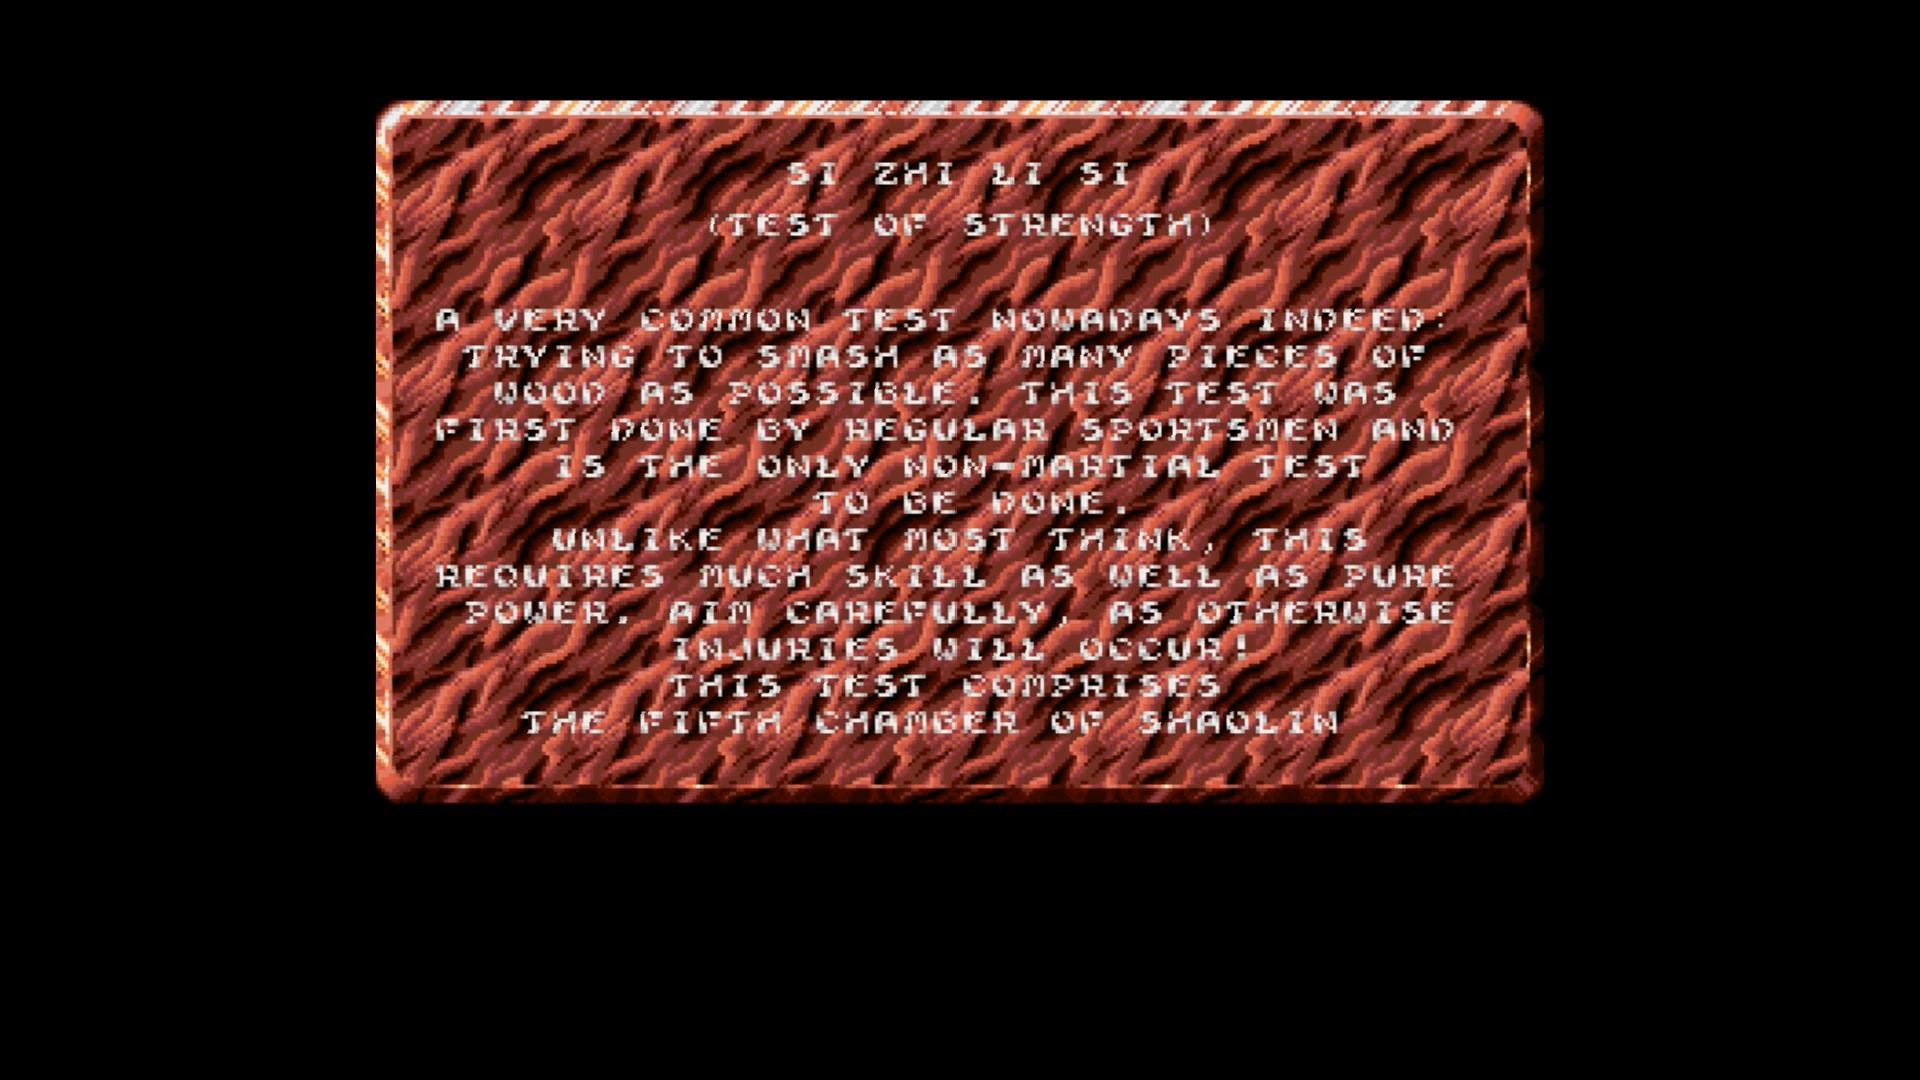 SI ZHI LI SI
(TEST OF STRENGTH)
A VERY COMMON TEST NOWADAYS INDEED:
TRYING TO SMASH AS MANY PIECES OF
WOOD AS POSSIBLE. THIS TEST WAS
FIRST DONE BY REGULAR SPORTSMEN AND
IS THE ONLY NON-MARTIAL TEST
TO BE DONE.
UNLIKE WHAT MOST THINK, THIS
REQUIRES MUCH SKILL AS WELL AS PURE
POWER. AIM CAREFULLY, AS OTHERWISE
INJURIES WILL OCCUR!
THIS TEST COMPRISES
THE FIFTH CHAMBER OF SHAOLIN